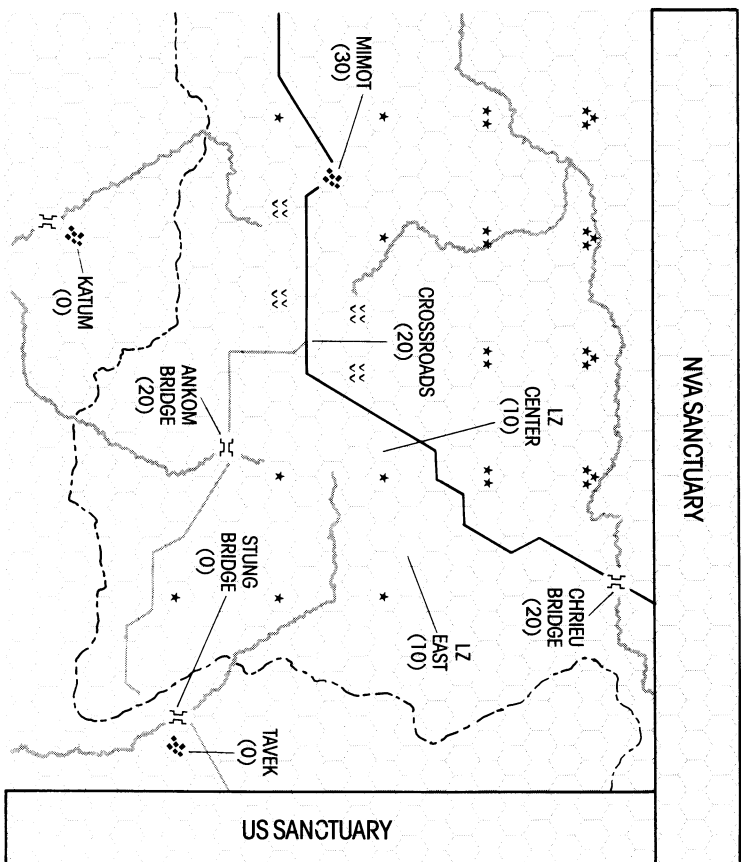 NVA SANCTUARY
MIMOT
(30)
CROSSROADS
(20)
LZ
CENTER
(10)
CHRIEU
BRIDGE
(20)
LZ
EAST
(10)
KATUM
(0)
ANKOM
BRIDGE
(20)
STUNG
BRIDGE
(0)
TAVEK
(0)
US SANCTUARY